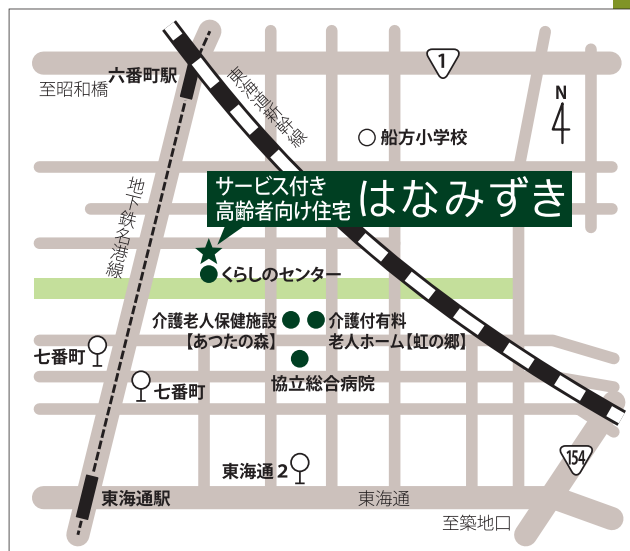 1
六番町駅
至昭和橋
東海道新幹線
N
船方小学校
サービス付き
高齢者向け住宅 はなみずき
地下鉄名港線
くらしのセンター
介護老人保健施設
【あつたの森】
介護付有料
老人ホーム【虹の郷】
七番町
協立総合病院
七番町
154
東海通2
東海通駅
東海通
至築地口